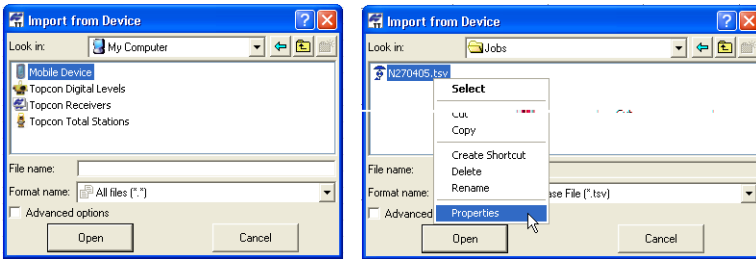 Import from Device
Look in: My Computer
Mobile Device
Topcon Digital Levels
Topcon Receivers
Topcon Total Stations
File name:
Format name: All files (*.*)
Advanced options
Open Cancel
Import from Device
Look in: Jobs
N270405.tsv
Select
Cut
Copy
Create Shortcut
Delete
Rename
Properties
File name:
Format name: ase File (*.tsv)
Advanced
Open Cancel